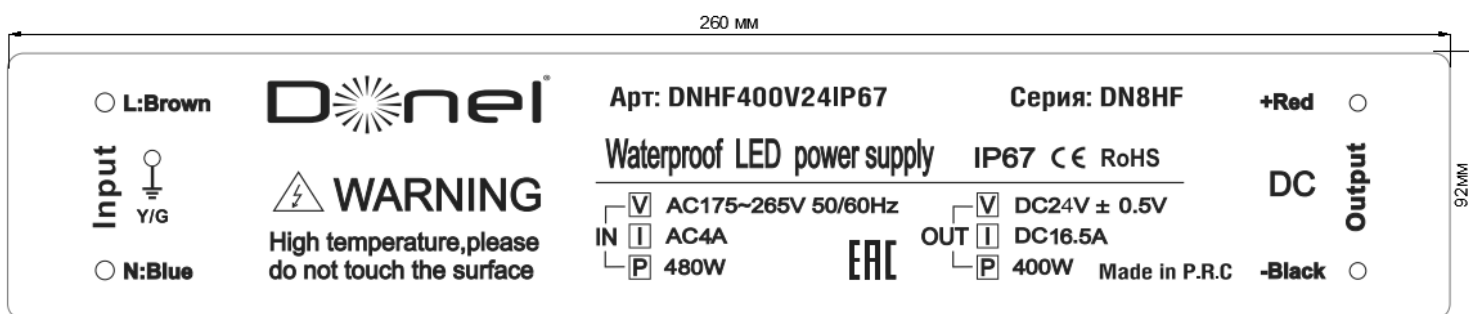 260 мм
L:Brown
Input
Y/G
N:Blue
Donel®
WARNING
High temperature,please
do not touch the surface
Арт: DNHF400V24IP67
Серия: DN8HF
Waterproof LED power supply
IP67 CE RoHS
IN
V AC175~265V 50/60Hz
I AC4A
P 480W
EAC
OUT
V DC24V ± 0.5V
I DC16.5A
P 400W
Made in P.R.C
+Red
DC
Output
-Black
92мм